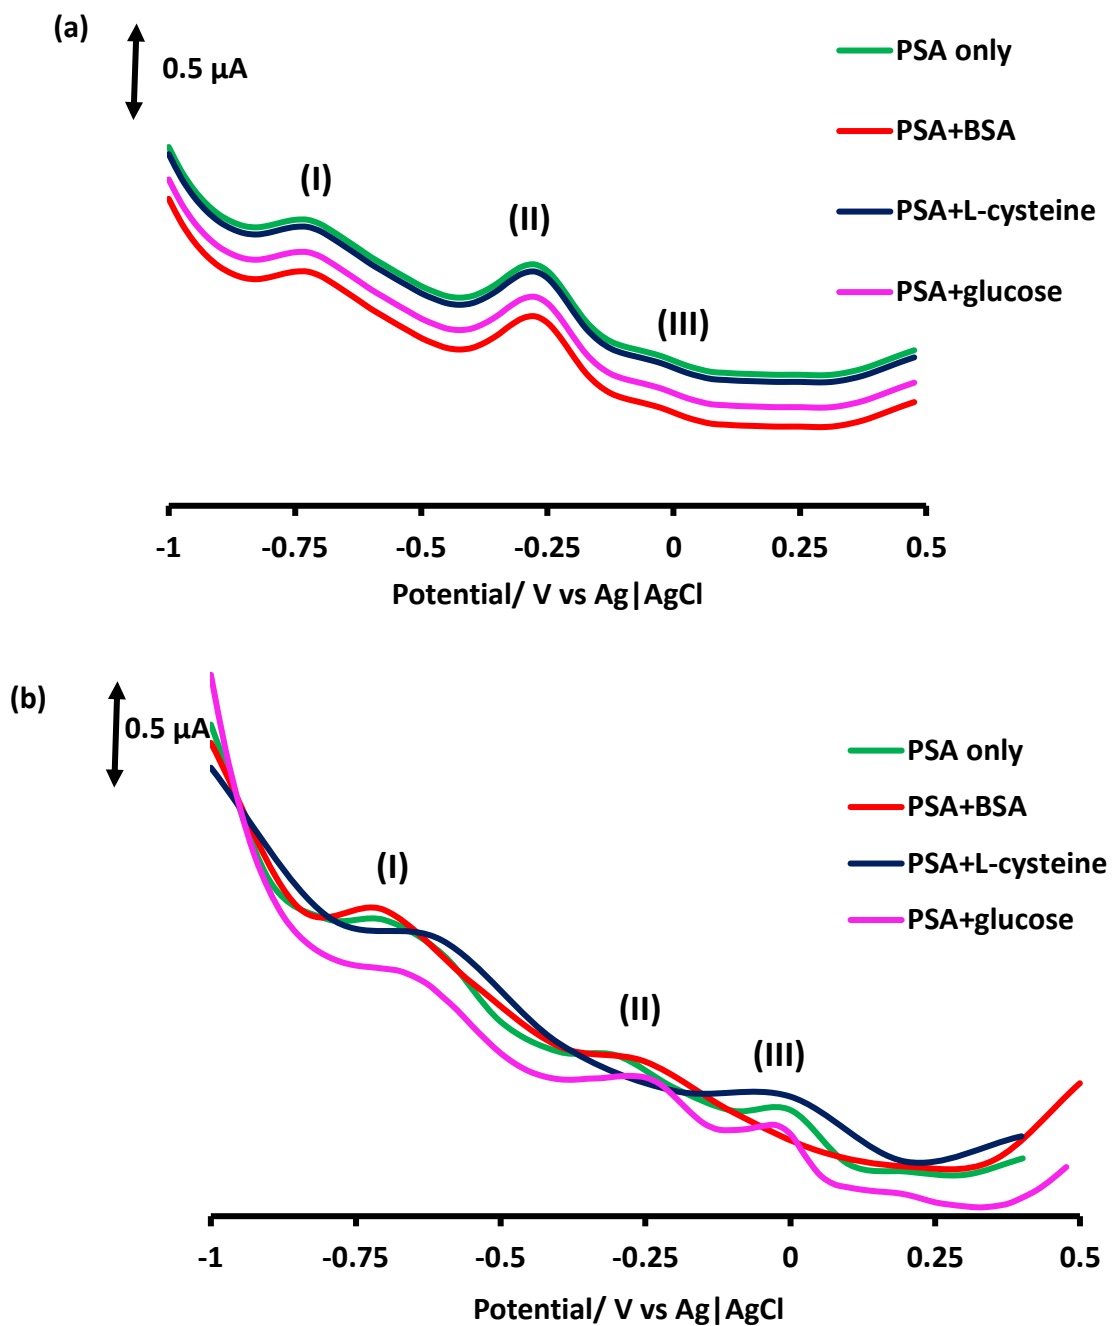 (a)
0.5 µA
PSA only
PSA+BSA
PSA+L-cysteine
PSA+glucose
(I)
(II)
(III)
-1 -0.75 -0.5 -0.25 0 0.25 0.5
Potential/ V vs Ag|AgCl
(b)
0.5 µA
PSA only
PSA+BSA
PSA+L-cysteine
PSA+glucose
(I)
(II)
(III)
-1 -0.75 -0.5 -0.25 0 0.25 0.5
Potential/ V vs Ag|AgCl